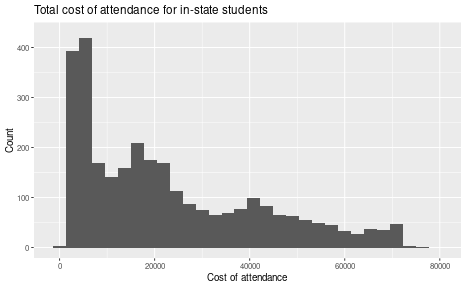 Total cost of attendance for in-state students
400
300
200
100
0
Count
0 20000 40000 60000 80000
Cost of attendance